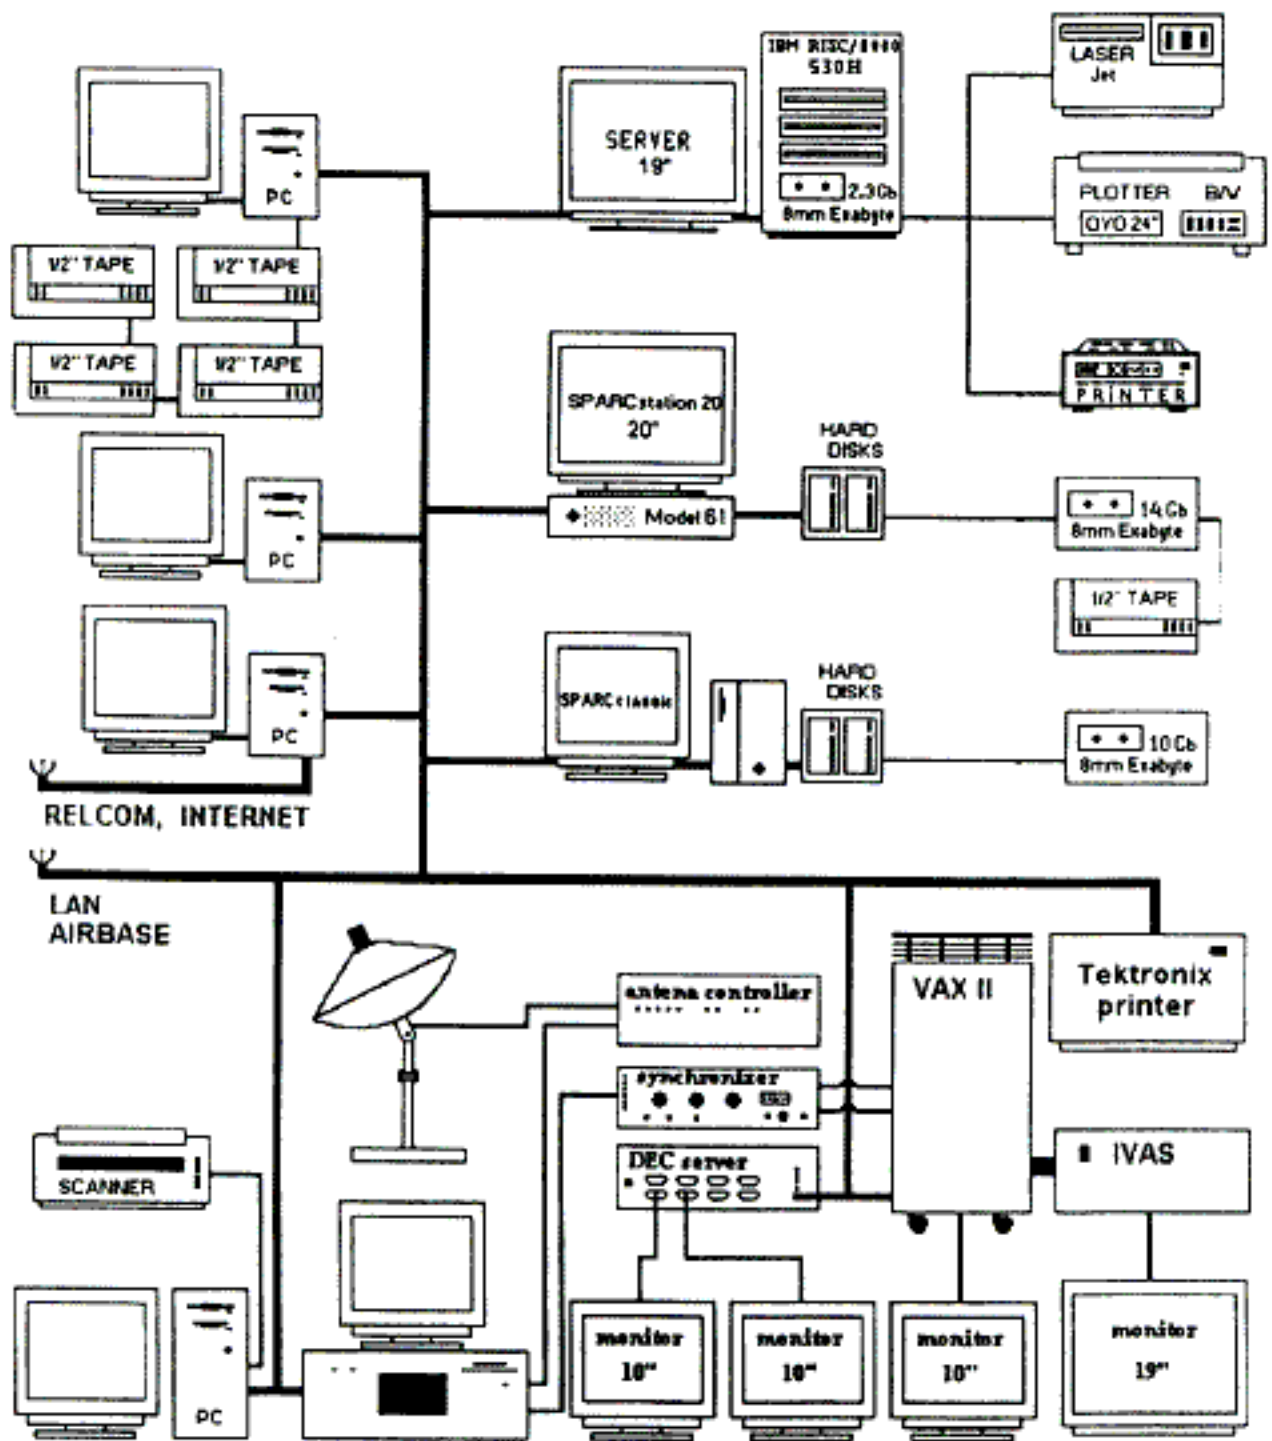 IBM RISC/6000
530H
LASER
Jet
SERVER
19"
PC
2.3Gb
8mm Exabyte
PLOTTER B/W
OYO 24"
1/2" TAPE
1/2" TAPE
1/2" TAPE
1/2" TAPE
PRINTER
SPARCstation 20
20"
HARD
DISKS
Model 61
14Gb
8mm Exabyte
PC
1/2" TAPE
SPARCclassic
HARD
DISKS
PC
10Gb
8mm Exabyte
RELCOM, INTERNET
LAN
AIRBASE
antena controller
VAX II
Tektronix
printer
synchronizer
DEC server
IVAS
SCANNER
monitor
10"
monitor
10"
monitor
10"
monitor
19"
PC